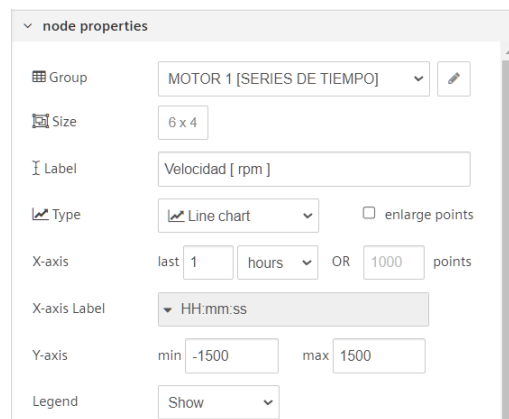 node properties
Group MOTOR 1 [SERIES DE TIEMPO]
Size 6 x 4
Label Velocidad [ rpm ]
Type Line chart enlarge points
X-axis last 1 hours OR 1000 points
X-axis Label HH:mm:ss
Y-axis min -1500 max 1500
Legend Show